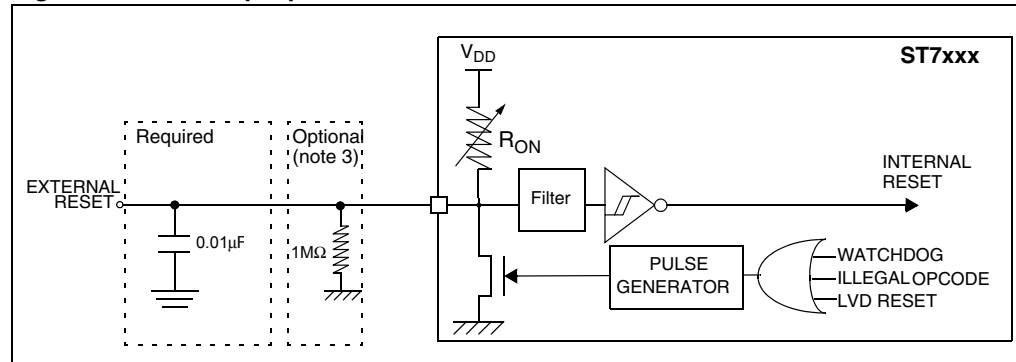 V_DD
ST7xxx
Required
Optional
(note 3)
R_ON
EXTERNAL
RESET
Filter
INTERNAL
RESET
0.01µF
1MΩ
PULSE
GENERATOR
WATCHDOG
ILLEGAL OPCODE
LVD RESET